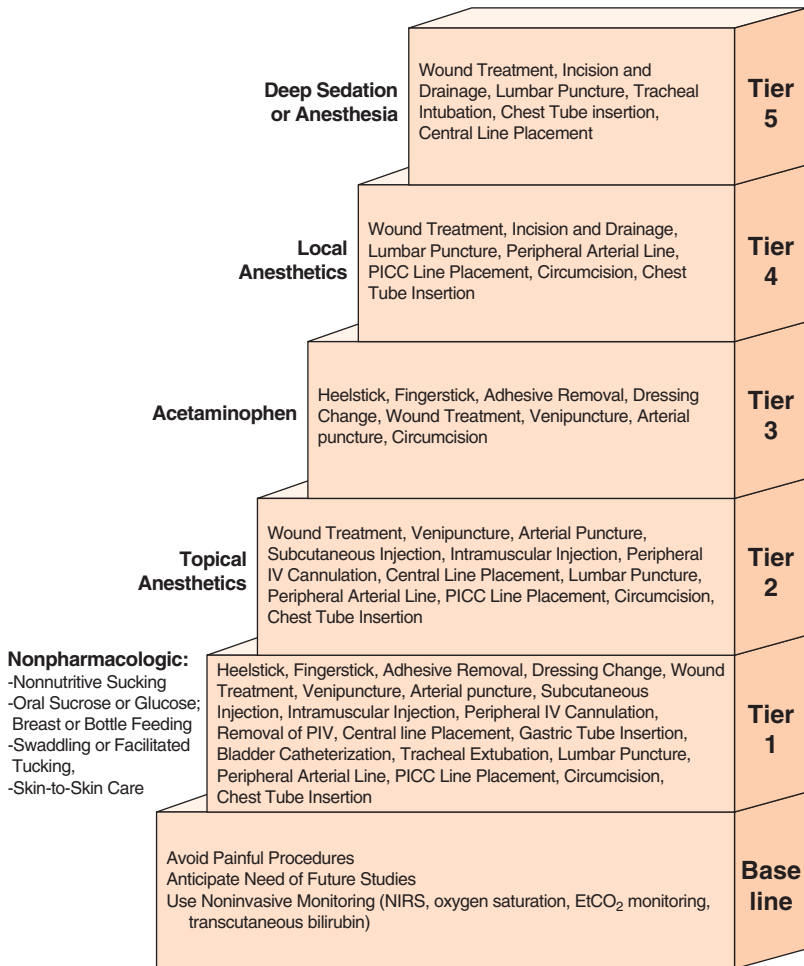 Deep Sedation
or Anesthesia
Wound Treatment, Incision and
Drainage, Lumbar Puncture, Tracheal
Intubation, Chest Tube insertion,
Central Line Placement
Tier
5
Local
Anesthetics
Wound Treatment, Incision and Drainage,
Lumbar Puncture, Peripheral Arterial Line,
PICC Line Placement, Circumcision, Chest
Tube Insertion
Tier
4
Acetaminophen
Heelstick, Fingerstick, Adhesive Removal, Dressing
Change, Wound Treatment, Venipuncture, Arterial
puncture, Circumcision
Tier
3
Topical
Anesthetics
Wound Treatment, Venipuncture, Arterial Puncture,
Subcutaneous Injection, Intramuscular Injection, Peripheral
IV Cannulation, Central Line Placement, Lumbar Puncture,
Peripheral Arterial Line, PICC Line Placement, Circumcision,
Chest Tube Insertion
Tier
2
Nonpharmacologic:
-Nonnutritive Sucking
-Oral Sucrose or Glucose;
Breast or Bottle Feeding
-Swaddling or Facilitated
Tucking,
-Skin-to-Skin Care
Heelstick, Fingerstick, Adhesive Removal, Dressing Change, Wound
Treatment, Venipuncture, Arterial puncture, Subcutaneous
Injection, Intramuscular Injection, Peripheral IV Cannulation,
Removal of PIV, Central line Placement, Gastric Tube Insertion,
Bladder Catheterization, Tracheal Extubation, Lumbar Puncture,
Peripheral Arterial Line, PICC Line Placement, Circumcision,
Chest Tube Insertion
Tier
1
Avoid Painful Procedures
Anticipate Need of Future Studies
Use Noninvasive Monitoring (NIRS, oxygen saturation, EtCO₂ monitoring,
transcutaneous bilirubin)
Base
line